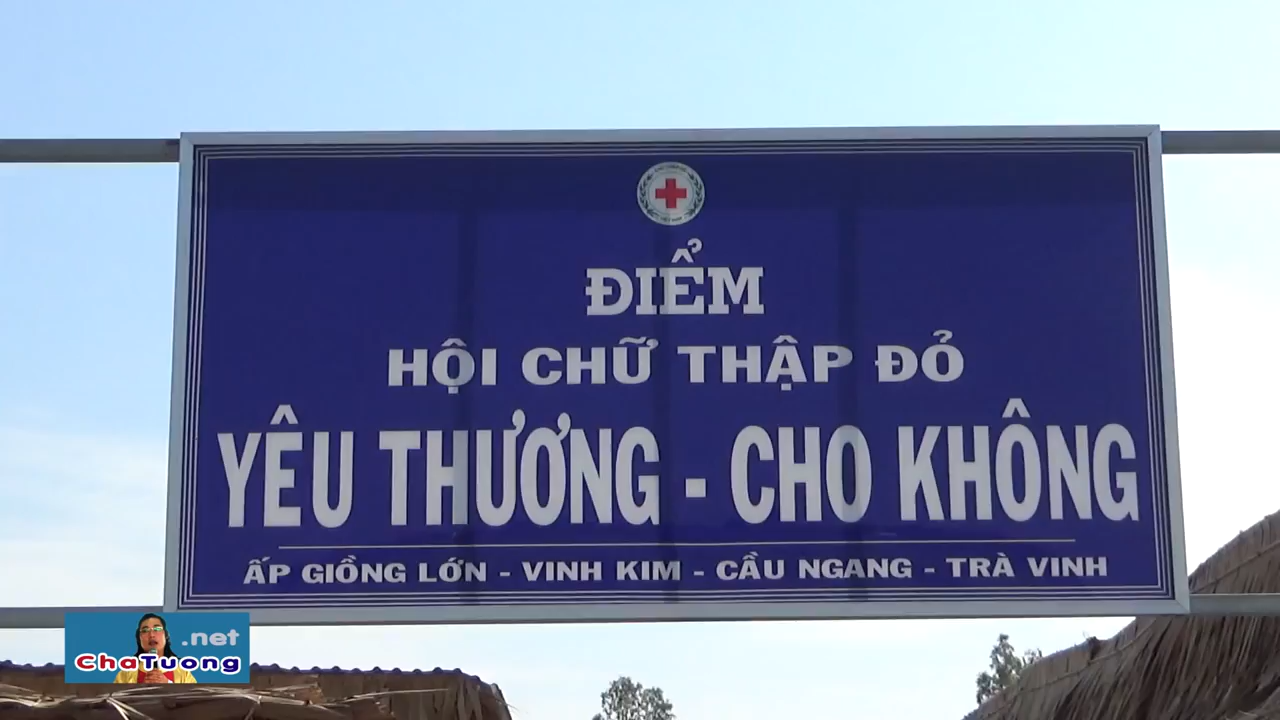 ĐIỂM
HỘI CHỮ THẬP ĐỎ
YÊU THƯƠNG - CHO KHÔNG
ẤP GIỒNG LỚN - VINH KIM - CẦU NGANG - TRÀ VINH
.net
ChaTuong